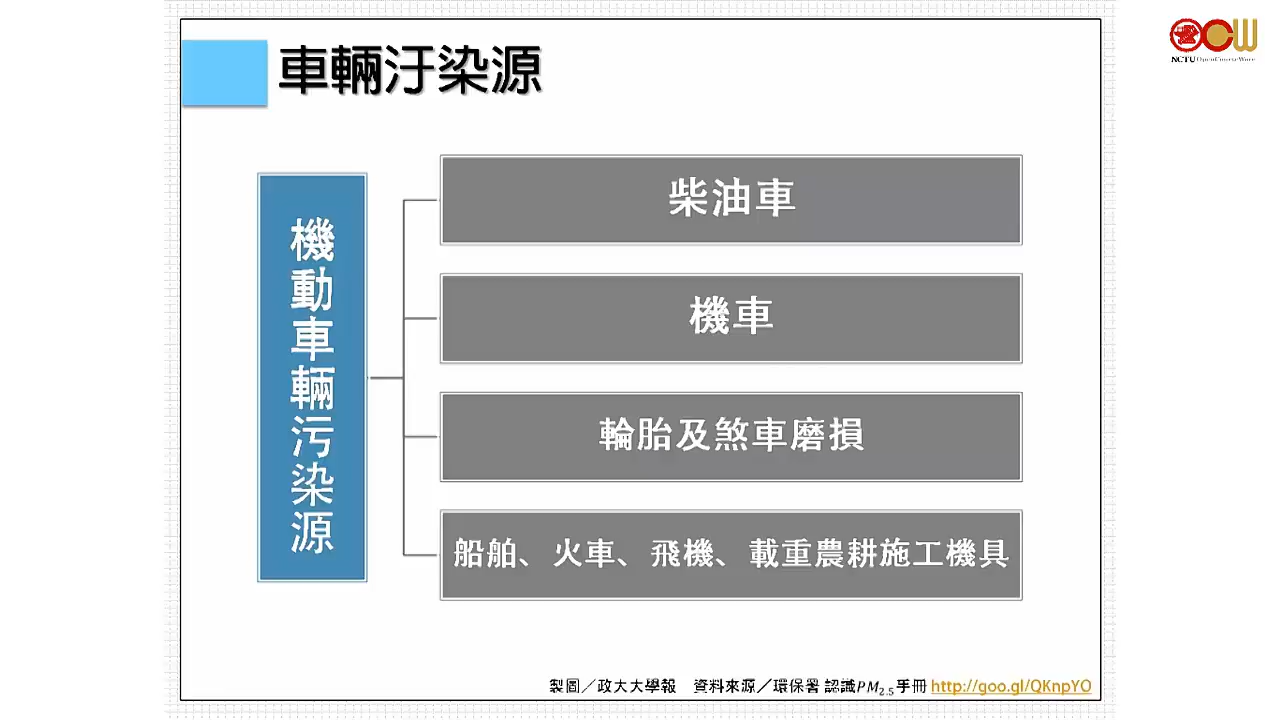 車輛汙染源
NCTU OpenCourseWare
機動車輛污染源
柴油車
機車
輪胎及煞車磨損
船舶、火車、飛機、載重農耕施工機具
製圖／政大大學報 資料來源／環保署 認識PM2.5手冊 http://goo.gl/QKnpYO